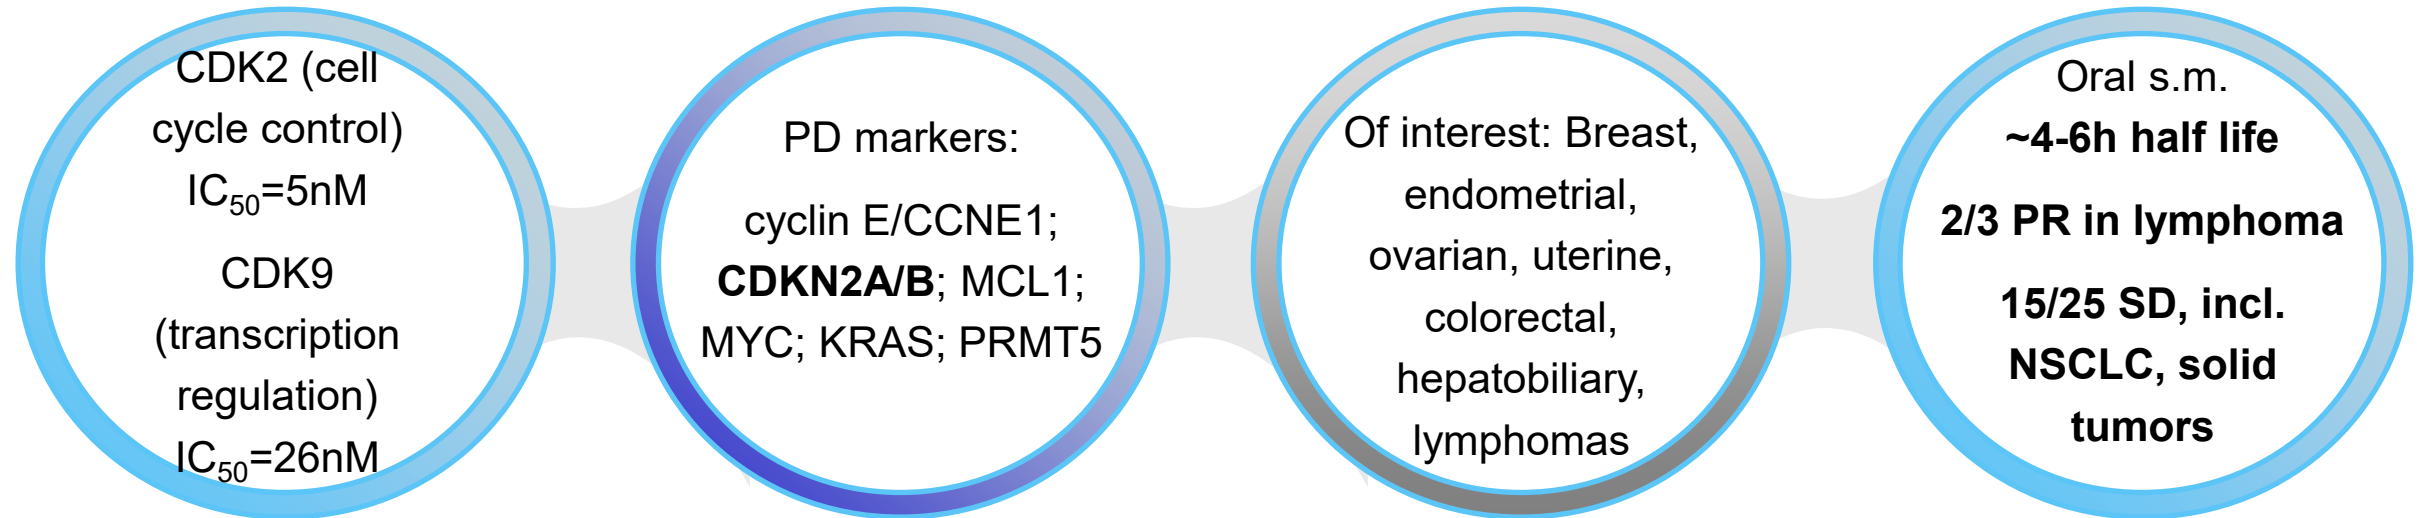 CDK2 (cell
cycle control)
IC50=5nM
CDK9
(transcription
regulation)
IC50=26nM
PD markers:
cyclin E/CCNE1;
CDKN2A/B; MCL1;
MYC; KRAS; PRMT5
Of interest: Breast,
endometrial,
ovarian, uterine,
colorectal,
hepatobiliary,
lymphomas
Oral s.m.
~4-6h half life
2/3 PR in lymphoma
15/25 SD, incl.
NSCLC, solid
tumors